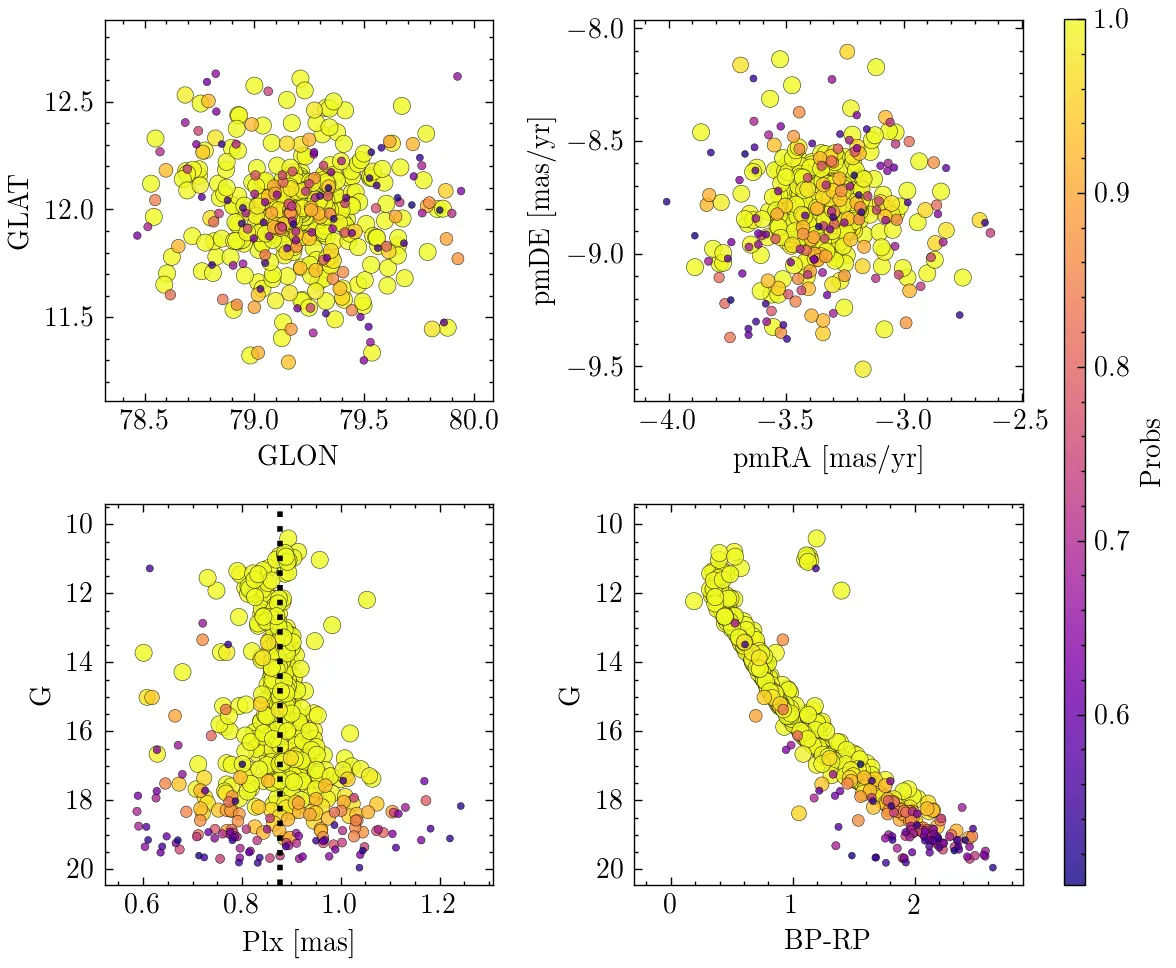 12.5
12.0
11.5
GLAT
78.5 79.0 79.5 80.0
GLON
−8.0
−8.5
−9.0
−9.5
pmDE [mas/yr]
−4.0 −3.5 −3.0 −2.5
pmRA [mas/yr]
10
12
14
16
18
20
G
0.6 0.8 1.0 1.2
Plx [mas]
10
12
14
16
18
20
G
0 1 2
BP-RP
1.0
0.9
0.8
0.7
0.6
Probs